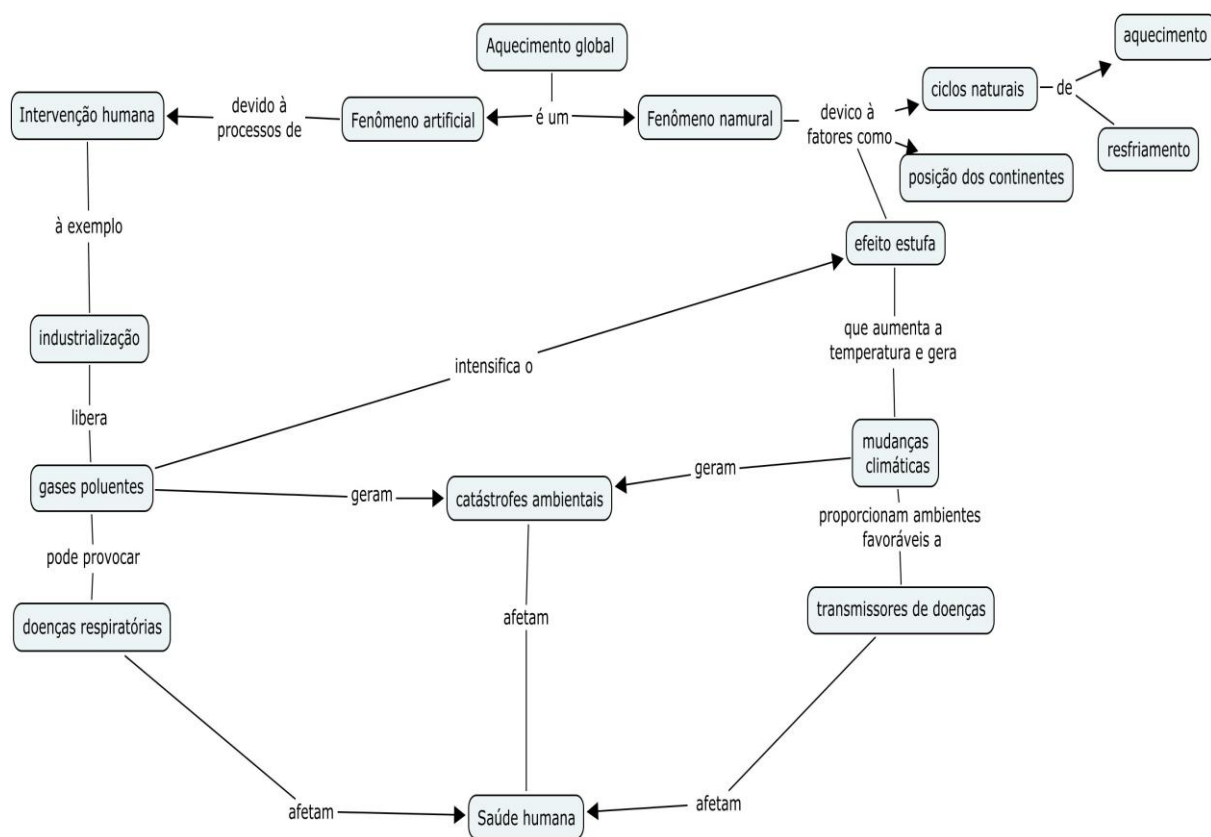 Aquecimento global
é um
Fenômeno artificial
devido à
processos de
Intervenção humana
à exemplo
industrialização
libera
gases poluentes
pode provocar
doenças respiratórias
afetam
Fenômeno namural
devico à
fatores como
ciclos naturais
de
aquecimento
resfriamento
posição dos continentes
efeito estufa
intensifica o
que aumenta a
temperatura e gera
mudanças
climáticas
geram
geram
catástrofes ambientais
proporcionam ambientes
favoráveis a
transmissores de doenças
afetam
afetam
Saúde humana